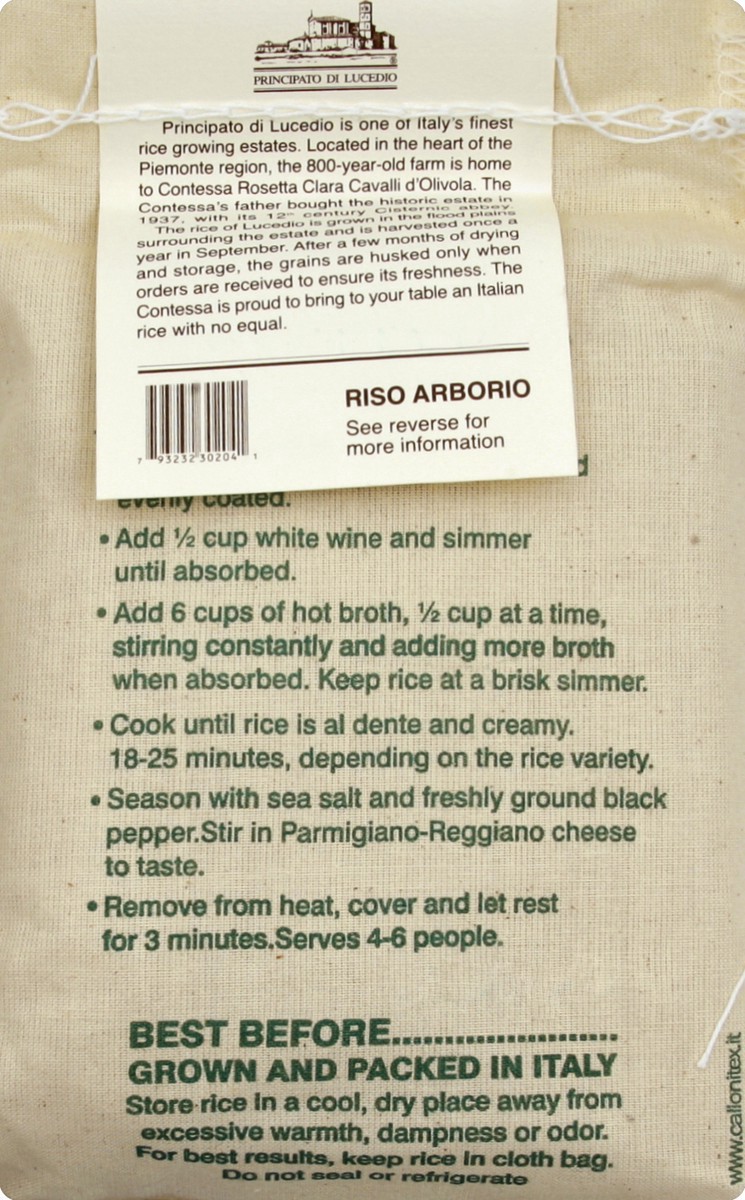 PRINCIPATO DI LUCEDIO
Principato di Lucedio is one of Italy's finest
rice growing estates. Located in the heart of the
Piemonte region, the 800-year-old farm is home
to Contessa Rosetta Clara Cavalli d'Olivola. The
Contessa's father bought the historic estate in
1937, with its 12th century Cisternic abbey.
The rice of Lucedio is grown in the flood plains
surrounding the estate and is harvested once a
year in September. After a few months of drying
and storage, the grains are husked only when
orders are received to ensure its freshness. The
Contessa is proud to bring to your table an Italian
rice with no equal.
7 93232 30204 1
RISO ARBORIO
See reverse for
more information
evenly coated.
• Add ½ cup white wine and simmer
until absorbed.
• Add 6 cups of hot broth, ½ cup at a time,
stirring constantly and adding more broth
when absorbed. Keep rice at a brisk simmer.
• Cook until rice is al dente and creamy.
18-25 minutes, depending on the rice variety.
• Season with sea salt and freshly ground black
pepper.Stir in Parmigiano-Reggiano cheese
to taste.
• Remove from heat, cover and let rest
for 3 minutes.Serves 4-6 people.
BEST BEFORE......................
GROWN AND PACKED IN ITALY
Store rice in a cool, dry place away from
excessive warmth, dampness or odor.
For best results, keep rice in cloth bag.
Do not seal or refrigerate
www.callonitex.it